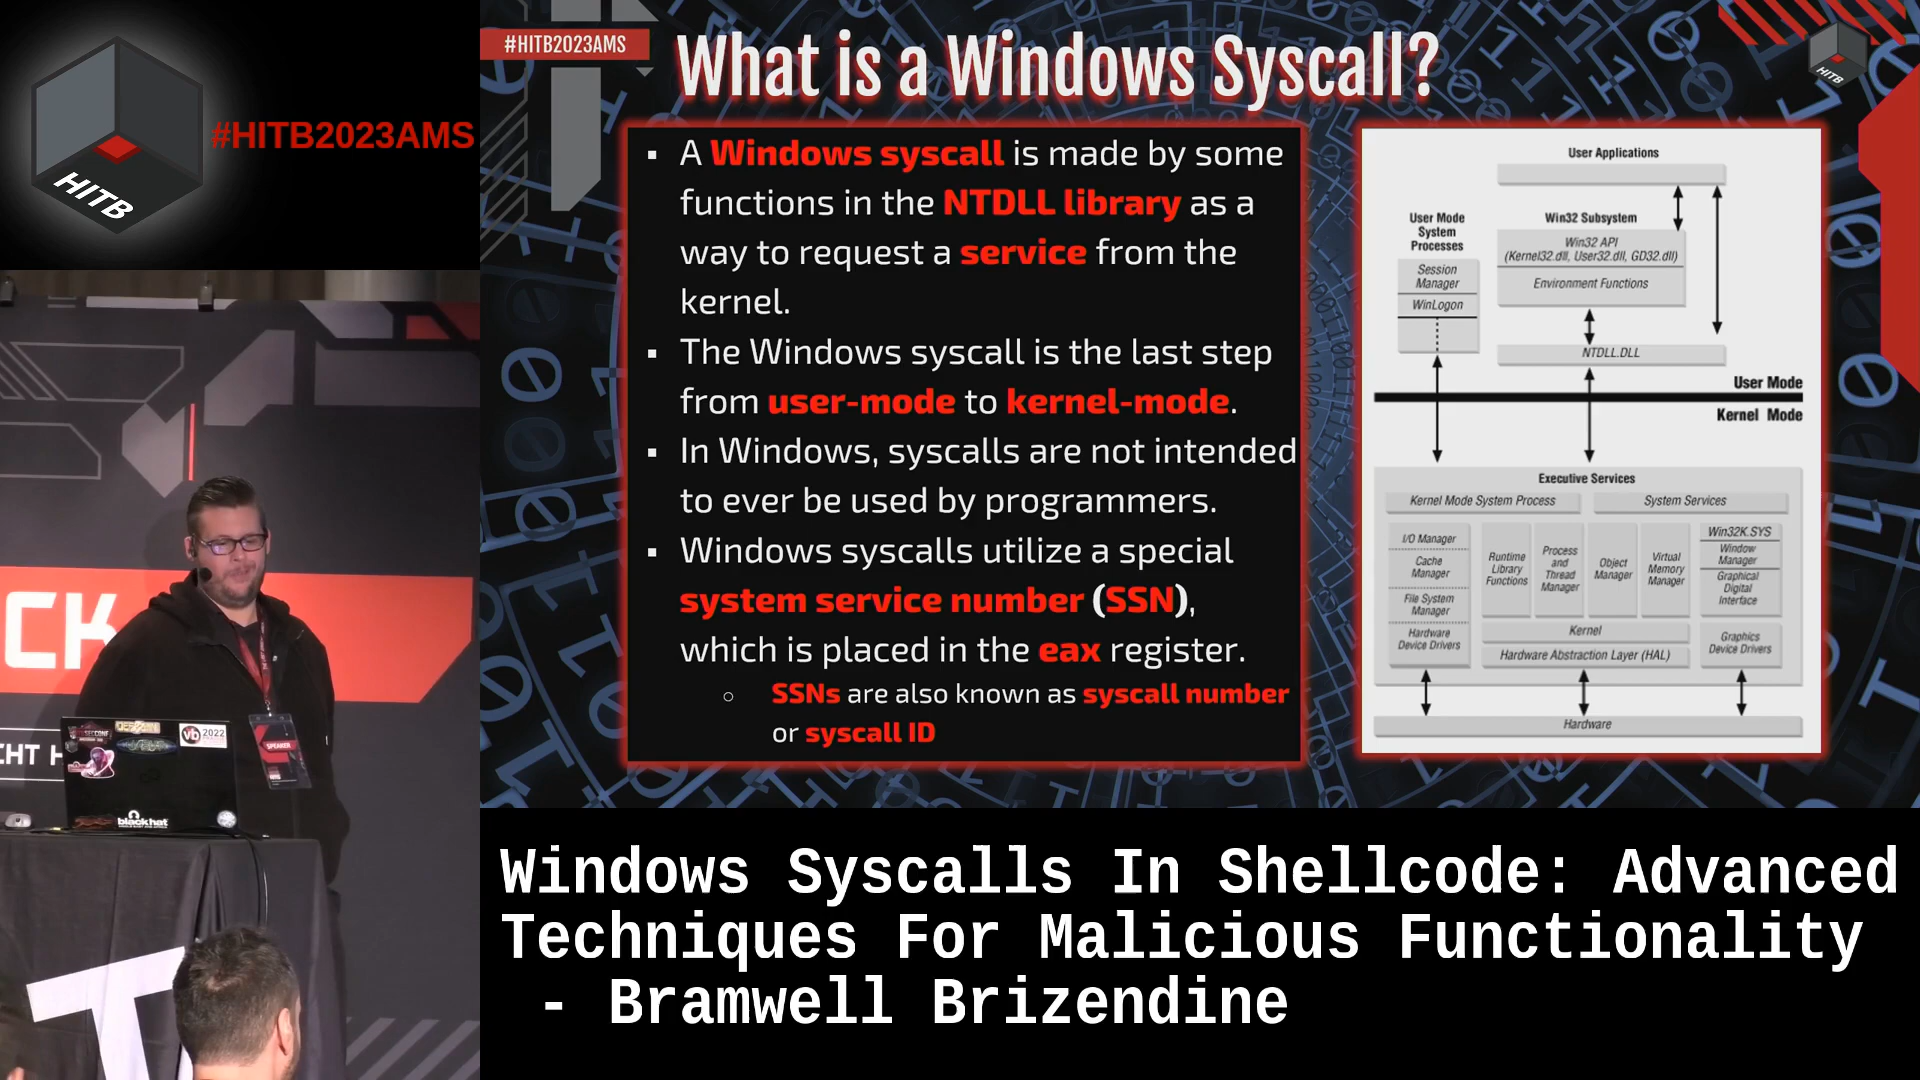 HITB
#HITB2023AMS
#HITB2023AMS
What is a Windows Syscall?
HITB
▪ A Windows syscall is made by some
functions in the NTDLL library as a
way to request a service from the
kernel.
▪ The Windows syscall is the last step
from user-mode to kernel-mode.
▪ In Windows, syscalls are not intended
to ever be used by programmers.
▪ Windows syscalls utilize a special
system service number (SSN),
which is placed in the eax register.
○ SSNs are also known as syscall number
or syscall ID
User Applications
User Mode
System
Processes
Session
Manager
WinLogon
Win32 Subsystem
Win32 API
(Kernel32.dll, User32.dll, GD32.dll)
Environment Functions
NTDLL.DLL
User Mode
Kernel Mode
Executive Services
Kernel Mode System Process
System Services
I/O Manager
Cache
Manager
File System
Manager
Hardware
Device Drivers
Runtime
Library
Functions
Process
and
Thread
Manager
Object
Manager
Virtual
Memory
Manager
Win32K.SYS
Window
Manager
Graphical
Digital
Interface
Kernel
Hardware Abstraction Layer (HAL)
Graphics
Device Drivers
Hardware
CK
CHT H
vb 2022
SPEAKER
black hat
T
Windows Syscalls In Shellcode: Advanced
Techniques For Malicious Functionality
- Bramwell Brizendine